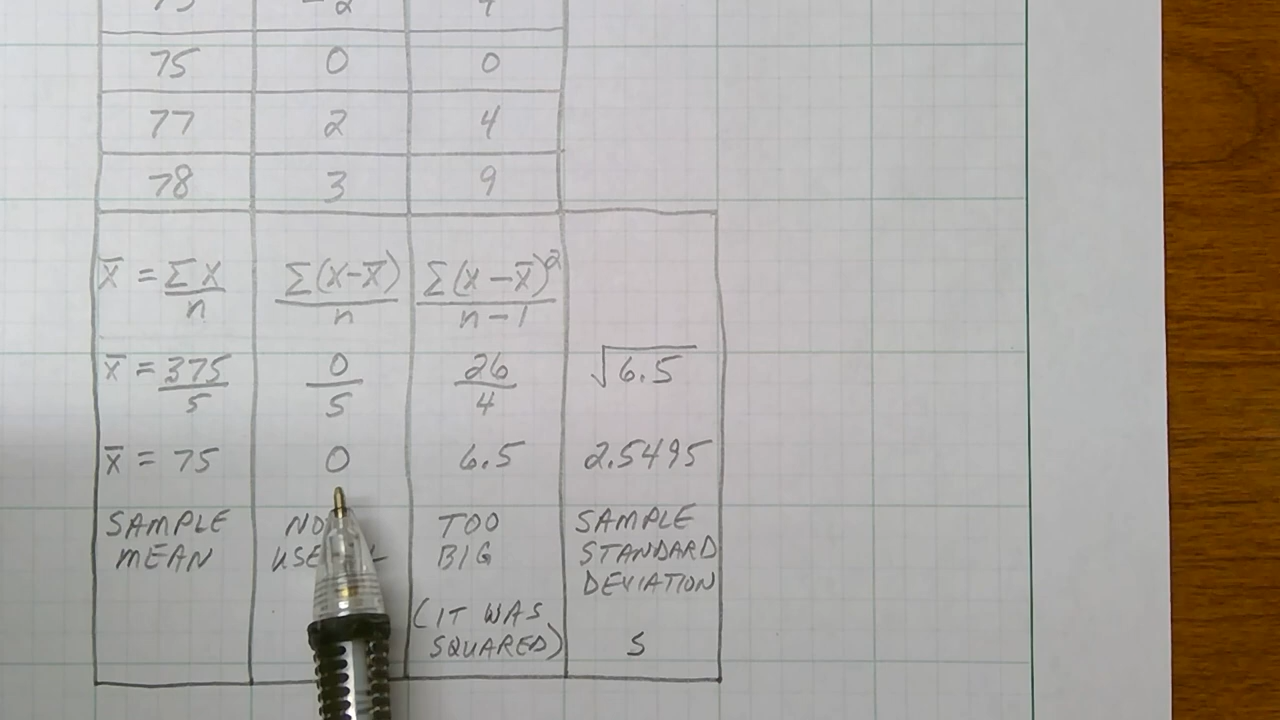 75 0 0
77 2 4
78 3 9
x̄ = Σx/n Σ(x-x̄)/n Σ(x-x̄)²/n-1
x̄ = 375/5 0/5 26/4 √6.5
x̄ = 75 0 6.5 2.5495
SAMPLE TOO SAMPLE
MEAN BIG STANDARD
DEVIATION
(IT WAS
SQUARED) S